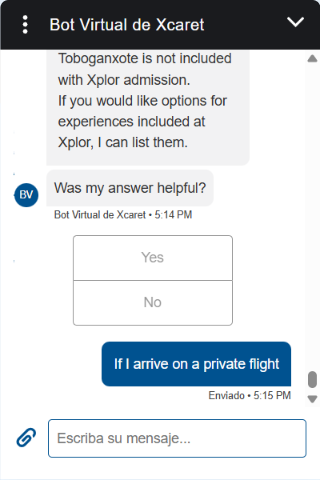 Bot Virtual de Xcaret
Toboganxote is not included
with Xplor admission.
If you would like options for
experiences included at
Xplor, I can list them.
BV
Was my answer helpful?
Bot Virtual de Xcaret • 5:14 PM
Yes
No
If I arrive on a private flight
Enviado • 5:15 PM
Escriba su mensaje...